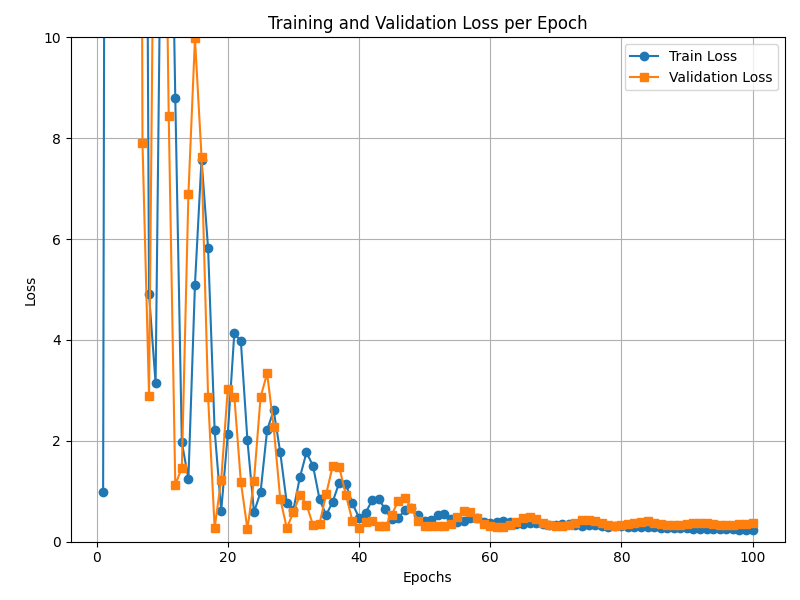 Training and Validation Loss per Epoch
Train Loss
Validation Loss
Loss
10
8
6
4
2
0
0 20 40 60 80 100
Epochs